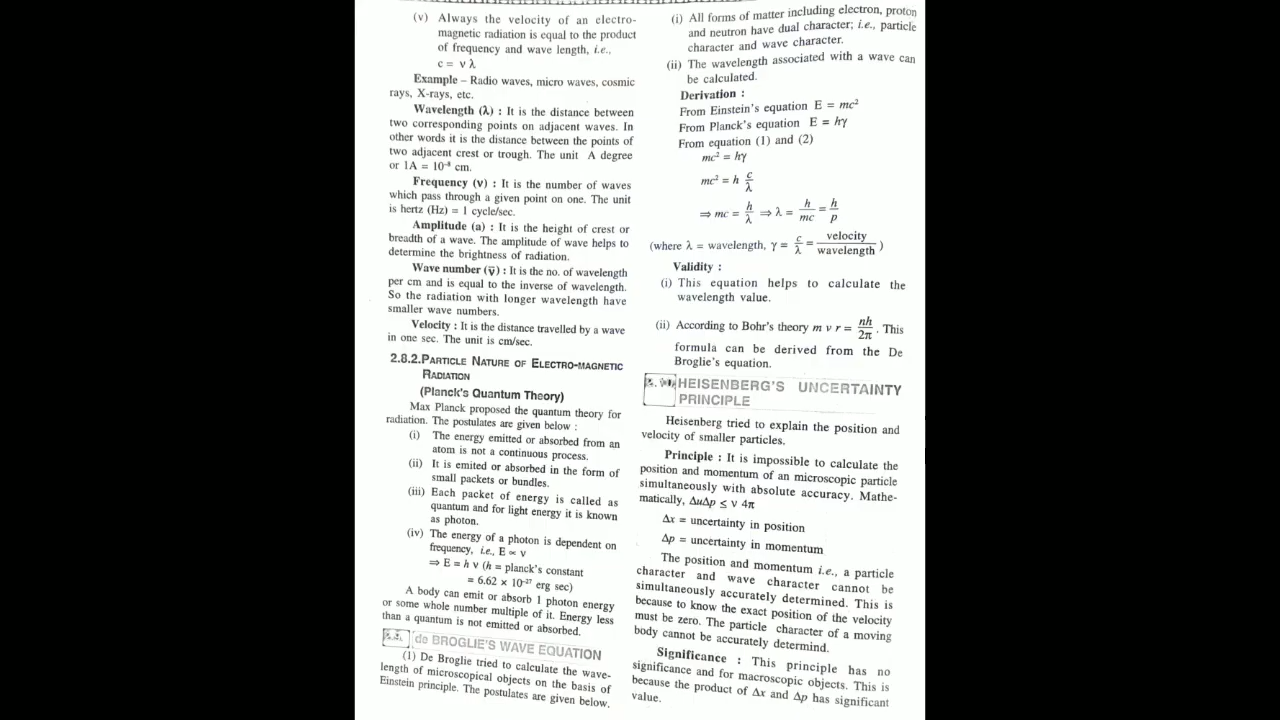 (v) Always the velocity of an electro-
magnetic radiation is equal to the product
of frequency and wave length, i.e.,
c = ν λ
Example – Radio waves, micro waves, cosmic
rays, X-rays, etc.
Wavelength (λ) : It is the distance between
two corresponding points on adjacent waves. In
other words it is the distance between the points of
two adjacent crest or trough. The unit A degree
or 1A = 10⁻⁸ cm.
Frequency (ν) : It is the number of waves
which pass through a given point on one. The unit
is hertz (Hz) = 1 cycle/sec.
Amplitude (a) : It is the height of crest or
breadth of a wave. The amplitude of wave helps to
determine the brightness of radiation.
Wave number (ν̅) : It is the no. of wavelength
per cm and is equal to the inverse of wavelength.
So the radiation with longer wavelength have
smaller wave numbers.
Velocity : It is the distance travelled by a wave
in one sec. The unit is cm/sec.
2.8.2.PARTICLE NATURE OF ELECTRO-MAGNETIC
RADIATION
(Planck's Quantum Theory)
Max Planck proposed the quantum theory for
radiation. The postulates are given below :
(i) The energy emitted or absorbed from an
atom is not a continuous process.
(ii) It is emited or absorbed in the form of
small packets or bundles.
(iii) Each packet of energy is called as
quantum and for light energy it is known
as photon.
(iv) The energy of a photon is dependent on
frequency, i.e., E ∝ ν
⇒ E = h ν (h = planck's constant
= 6.62 × 10⁻²⁷ erg sec)
A body can emit or absorb 1 photon energy
or some whole number multiple of it. Energy less
than a quantum is not emitted or absorbed.
de BROGLIE'S WAVE EQUATION
(1) De Broglie tried to calculate the wave-
length of microscopical objects on the basis of
Einstein principle. The postulates are given below.
(i) All forms of matter including electron, proton
and neutron have dual character; i.e., particle
character and wave character.
(ii) The wavelength associated with a wave can
be calculated.
Derivation :
From Einstein's equation E = mc²
From Planck's equation E = hγ
From equation (1) and (2)
mc² = hγ
mc² = h c/λ
⇒ mc = h/λ ⇒ λ = h/mc = h/p
(where λ = wavelength, γ = c/λ = velocity/wavelength )
Validity :
(i) This equation helps to calculate the
wavelength value.
(ii) According to Bohr's theory m v r = nh/2π . This
formula can be derived from the De
Broglie's equation.
HEISENBERG'S UNCERTAINTY
PRINCIPLE
Heisenberg tried to explain the position and
velocity of smaller particles.
Principle : It is impossible to calculate the
position and momentum of an microscopic particle
simultaneously with absolute accuracy. Mathe-
matically, ΔuΔp ≤ ν 4π
Δx = uncertainty in position
Δp = uncertainty in momentum
The position and momentum i.e., a particle
character and wave character cannot be
simultaneously accurately determined. This is
because to know the exact position of the velocity
must be zero. The particle character of a moving
body cannot be accurately determind.
Significance : This principle has no
significance and for macroscopic objects. This is
because the product of Δx and Δp has significant
value.